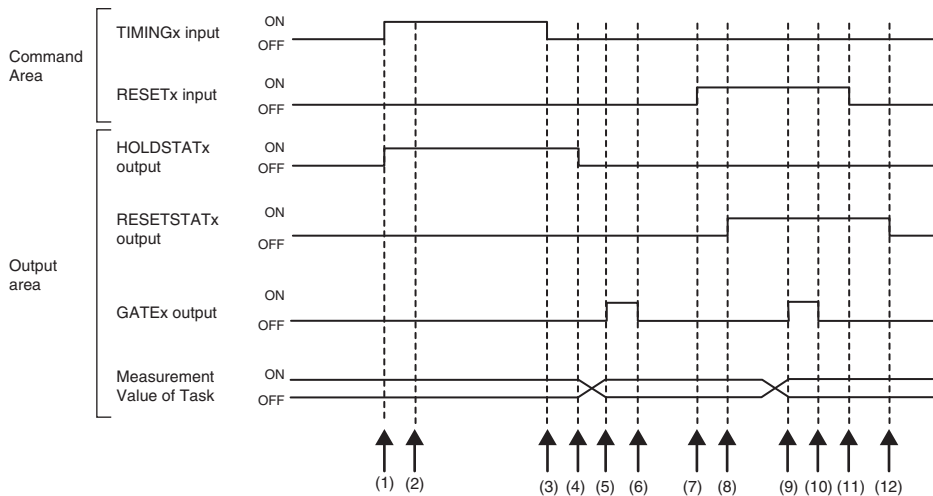 Command
Area
TIMINGx input
ON
OFF
RESETx input
ON
OFF
Output
area
HOLDSTATx
output
ON
OFF
RESETSTATx
output
ON
OFF
GATEx output
ON
OFF
Measurement
Value of Task
ON
OFF
(1) (2) (3) (4) (5) (6) (7) (8) (9) (10) (11) (12)